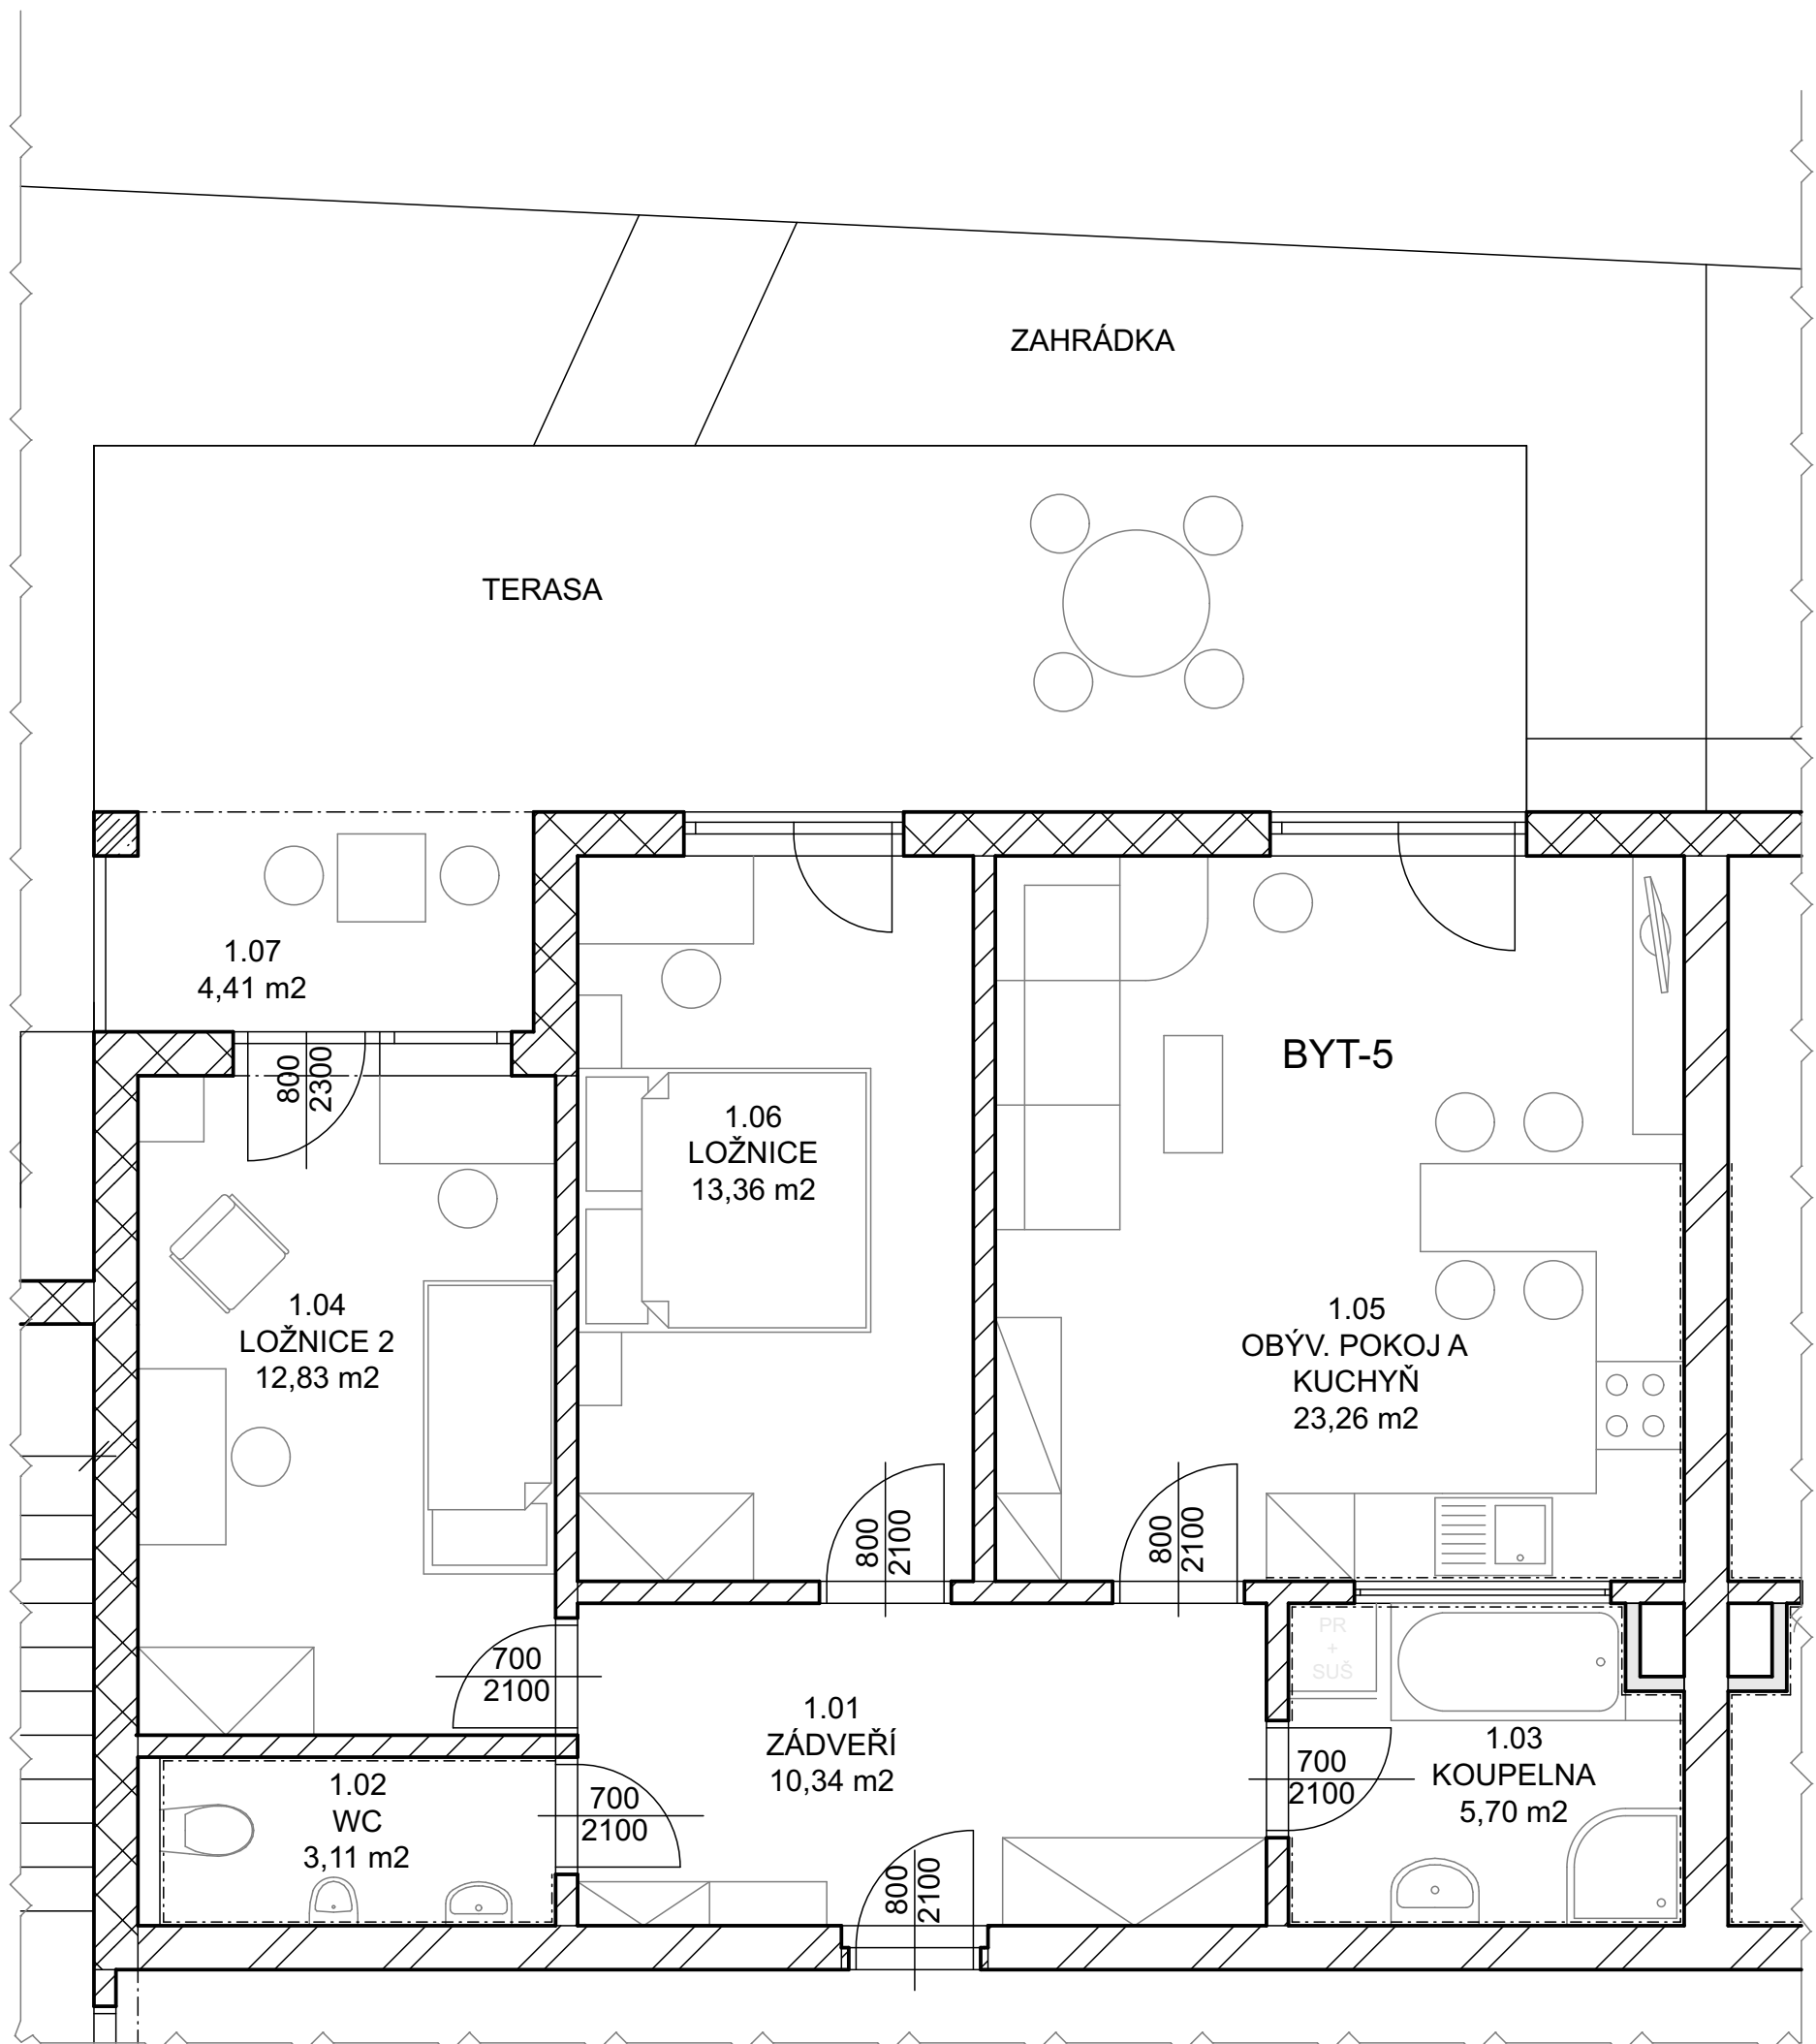 ZAHRÁDKA
TERASA
1.07
4,41 m2
800
2300
BYT-5
1.06
LOŽNICE
13,36 m2
1.04
LOŽNICE 2
12,83 m2
1.05
OBÝV. POKOJ A
KUCHYŇ
23,26 m2
800
2100
800
2100
700
2100
PR
+
SUŠ
1.01
ZÁDVEŘÍ
10,34 m2
1.03
KOUPELNA
5,70 m2
700
2100
1.02
WC
3,11 m2
700
2100
800
2100